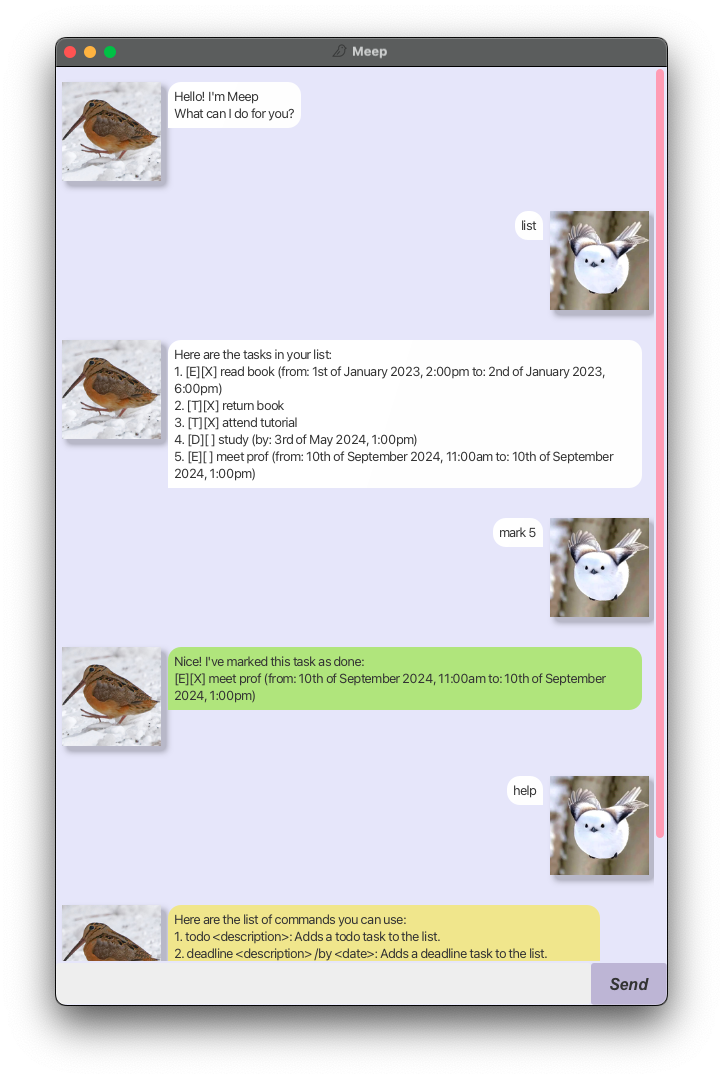 Meep
Hello! I'm Meep
What can I do for you?
list
Here are the tasks in your list:
1. [E][X] read book (from: 1st of January 2023, 2:00pm to: 2nd of January 2023,
6:00pm)
2. [T][X] return book
3. [T][X] attend tutorial
4. [D][ ] study (by: 3rd of May 2024, 1:00pm)
5. [E][ ] meet prof (from: 10th of September 2024, 11:00am to: 10th of September
2024, 1:00pm)
mark 5
Nice! I've marked this task as done:
[E][X] meet prof (from: 10th of September 2024, 11:00am to: 10th of September
2024, 1:00pm)
help
Here are the list of commands you can use:
1. todo <description>: Adds a todo task to the list.
2. deadline <description> /by <date>: Adds a deadline task to the list.
Send